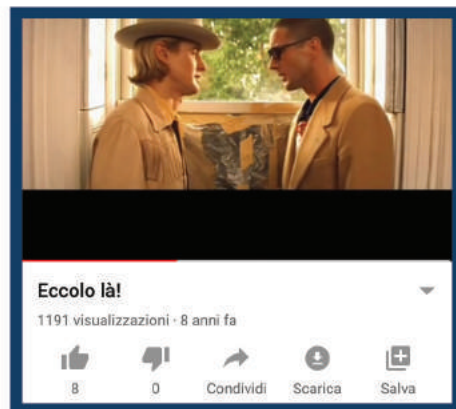 Eccolo là!
1191 visualizzazioni · 8 anni fa
8 0 Condividi Scarica Salva